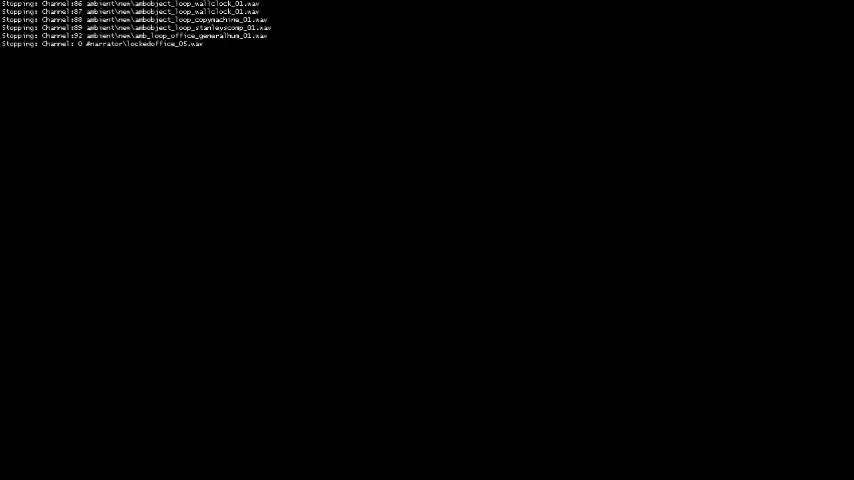 Stopping: Channel:86 ambient\new\ambobject_loop_wallclock_01.wav
Stopping: Channel:87 ambient\new\ambobject_loop_wallclock_01.wav
Stopping: Channel:88 ambient\new\ambobject_loop_copymachine_01.wav
Stopping: Channel:89 ambient\new\ambobject_loop_stanleyscomp_01.wav
Stopping: Channel:92 ambient\new\amb_loop_office_generalhum_01.wav
Stopping: Channel: 0 #narrator\lockedoffice_05.wav